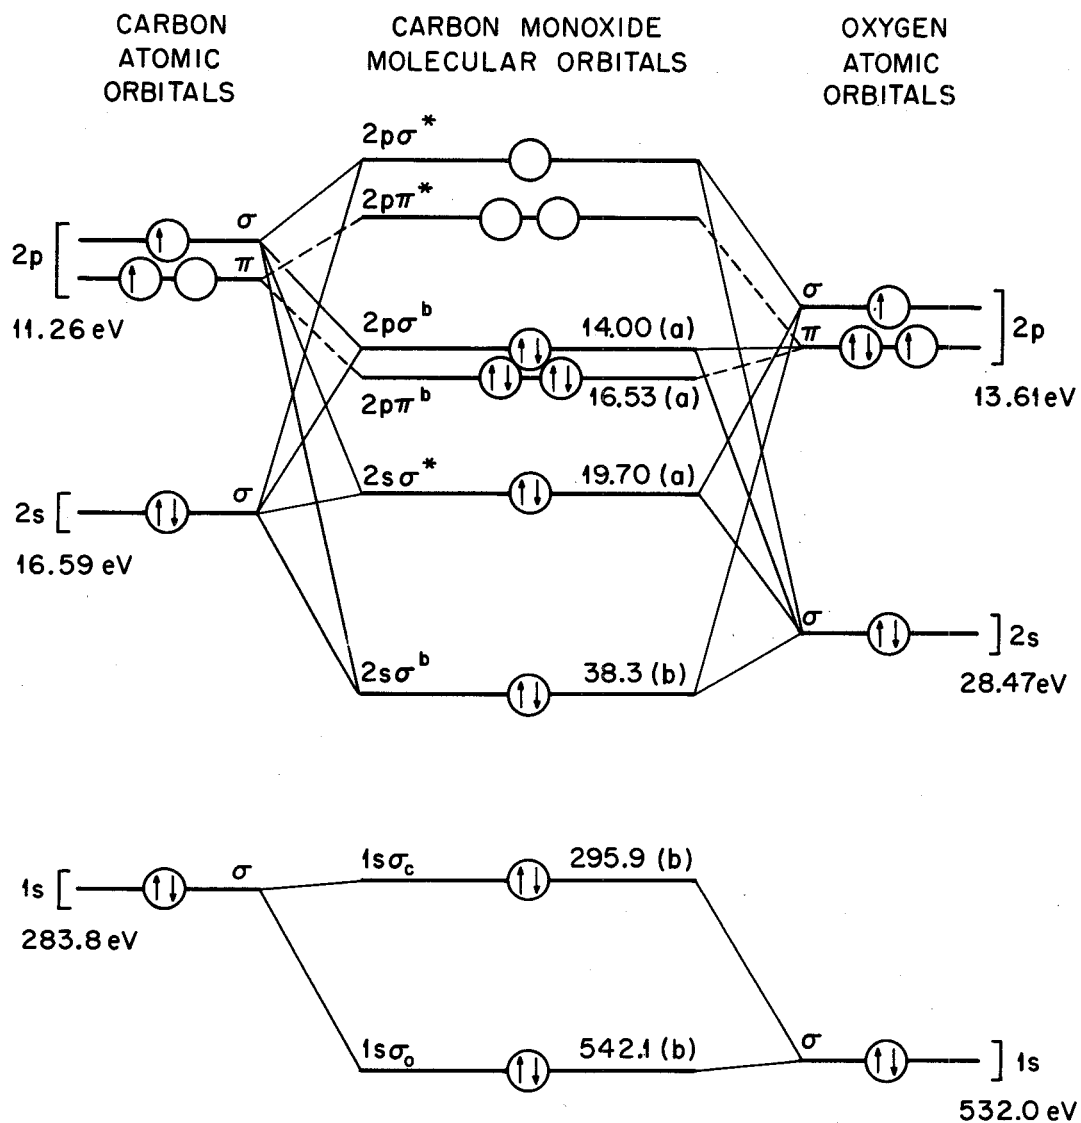 CARBON
ATOMIC
ORBITALS
CARBON MONOXIDE
MOLECULAR ORBITALS
OXYGEN
ATOMIC
ORBITALS
2pσ*
2pπ*
σ
2p
π
11.26 eV
2pσᵇ
14.00 (a)
2pπᵇ
16.53 (a)
σ
π
2p
13.61 eV
2sσ*
19.70 (a)
σ
2s
16.59 eV
σ
2s
28.47 eV
2sσᵇ
38.3 (b)
1s
σ
283.8 eV
1sσc
295.9 (b)
1sσo
542.1 (b)
σ
1s
532.0 eV